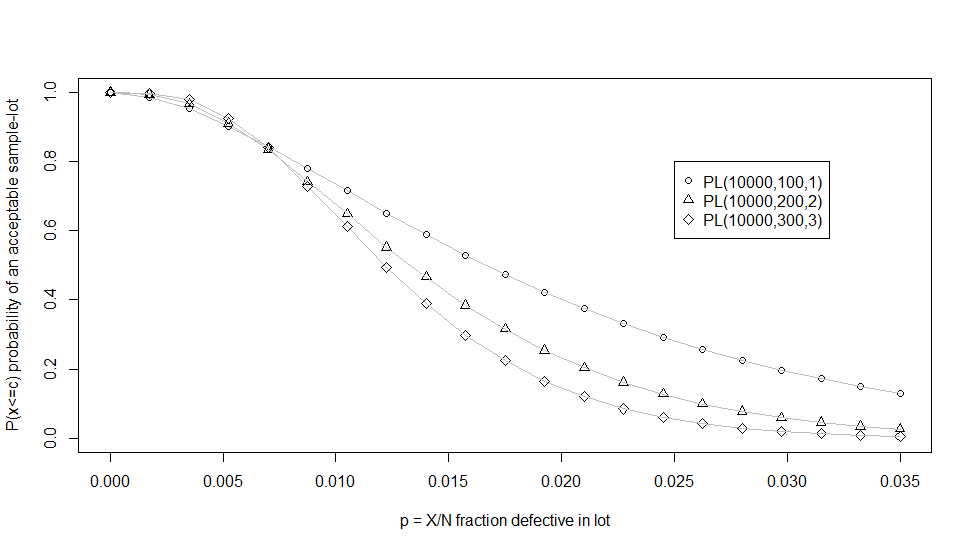 P(x<=c) probability of an acceptable sample-lot
1.0
0.8
0.6
0.4
0.2
0.0
PL(10000,100,1)
PL(10000,200,2)
PL(10000,300,3)
0.000 0.005 0.010 0.015 0.020 0.025 0.030 0.035
p = X/N fraction defective in lot